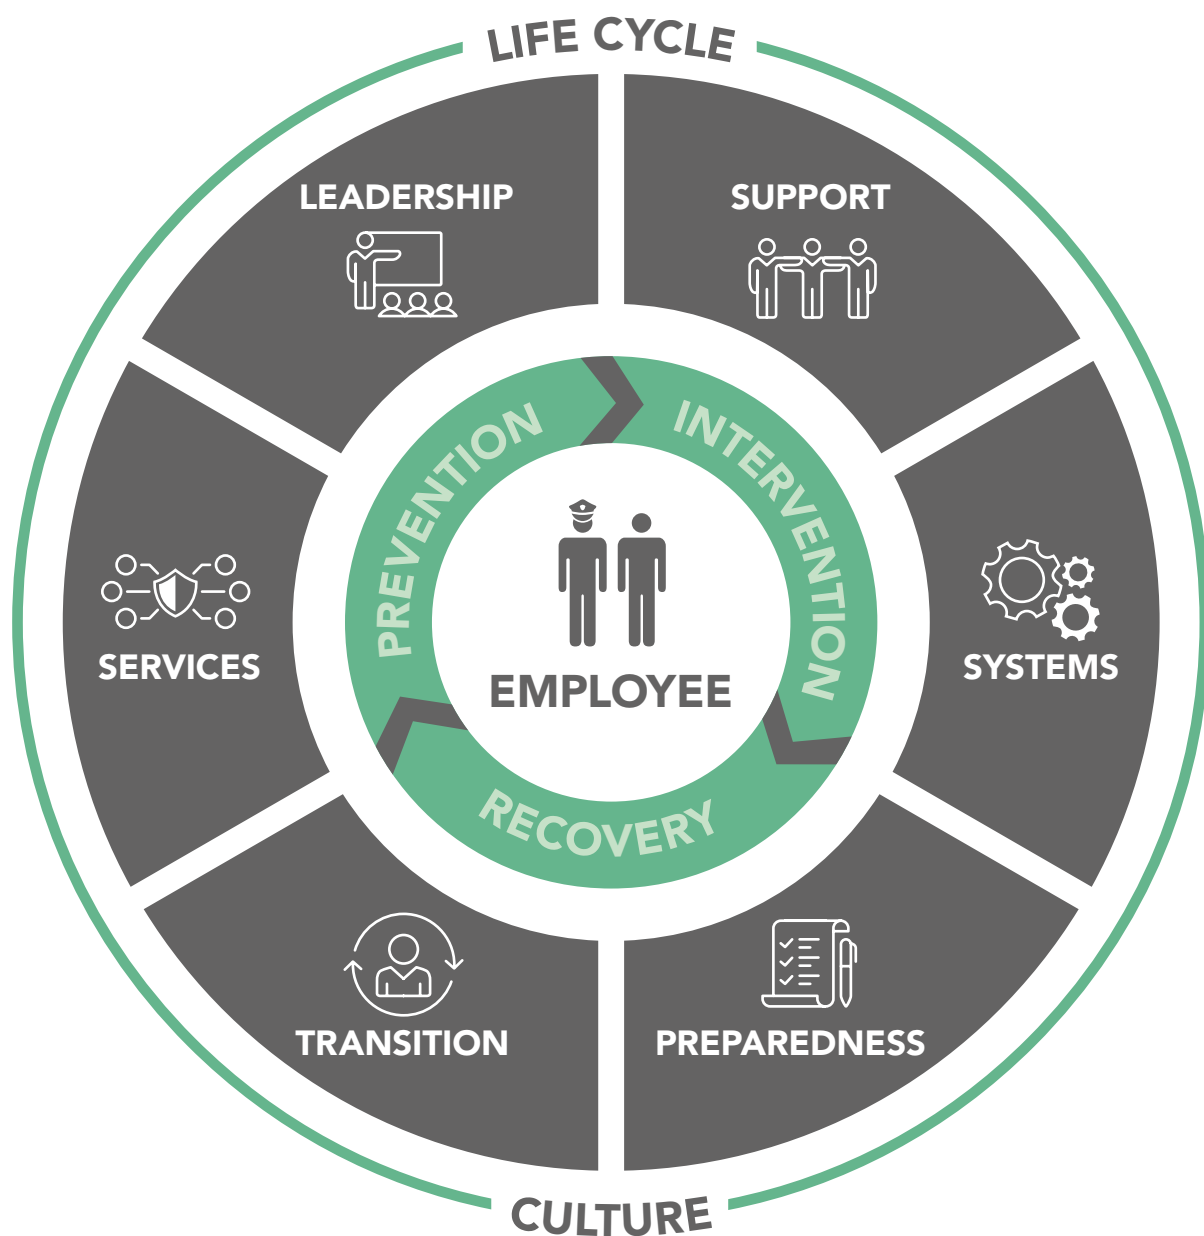 LIFE CYCLE
LEADERSHIP
SUPPORT
PREVENTION
INTERVENTION
EMPLOYEE
SERVICES
SYSTEMS
RECOVERY
TRANSITION
PREPAREDNESS
CULTURE